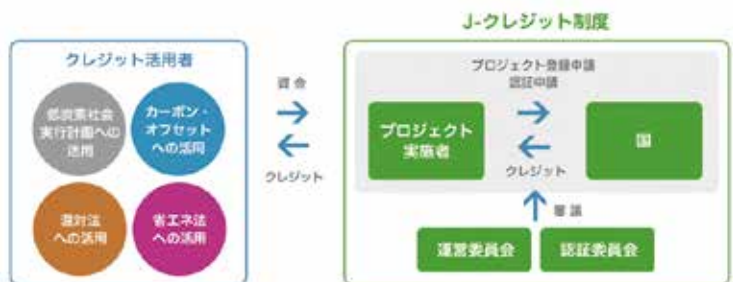 J-クレジット制度
クレジット活用者
低炭素社会
実行計画への
活用
カーボン・
オフセット
への活用
温対法
への活用
省エネ法
への活用
資金
クレジット
プロジェクト登録申請
認証申請
プロジェクト
実施者
国
クレジット
審議
運営委員会
認証委員会